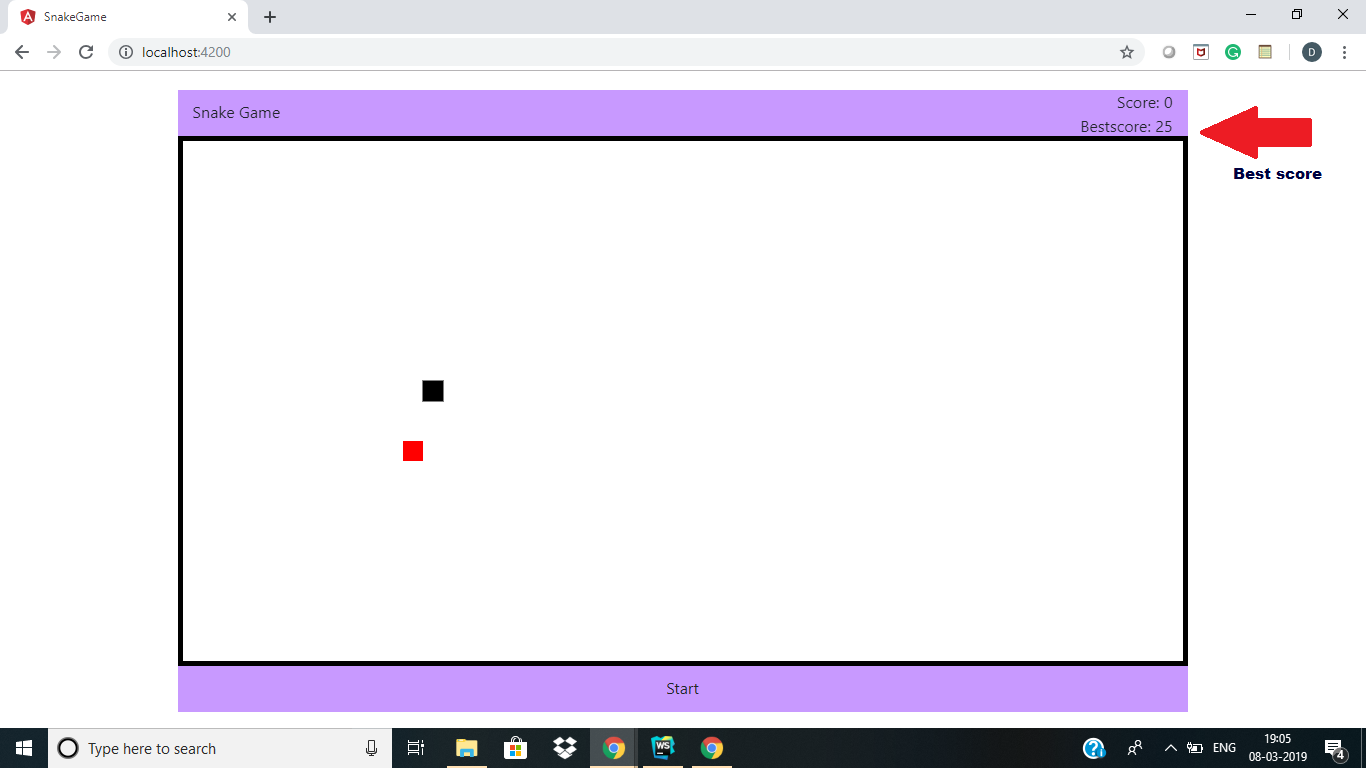 SnakeGame
localhost:4200
D
Snake Game
Score: 0
Bestscore: 25
Best score
Start
Type here to search
WS
ENG
19:05
08-03-2019
4